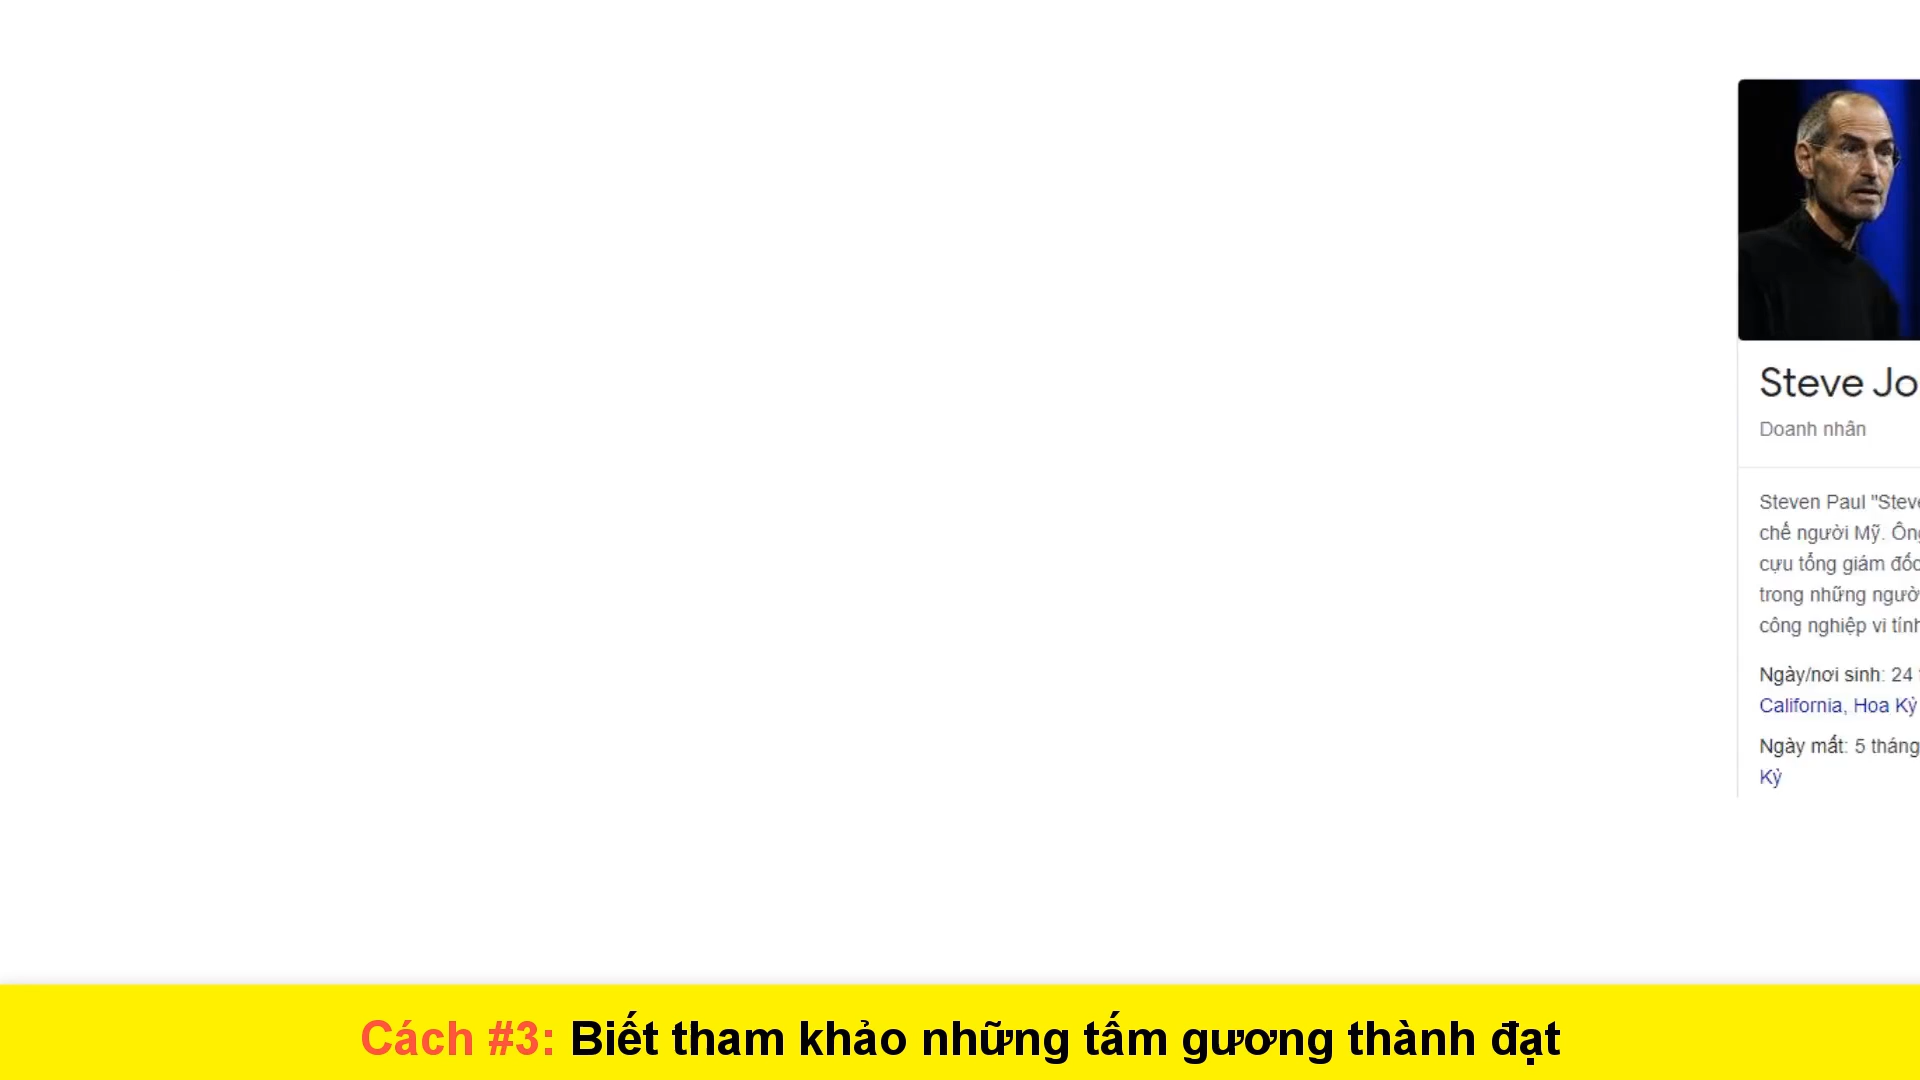 Steve Jo
Doanh nhân
Steven Paul "Steve
chế người Mỹ. Ông
cựu tổng giám đốc
trong những người
công nghiệp vi tính
Ngày/nơi sinh: 24
California, Hoa Kỳ
Ngày mất: 5 tháng
Kỳ
Cách #3: Biết tham khảo những tấm gương thành đạt